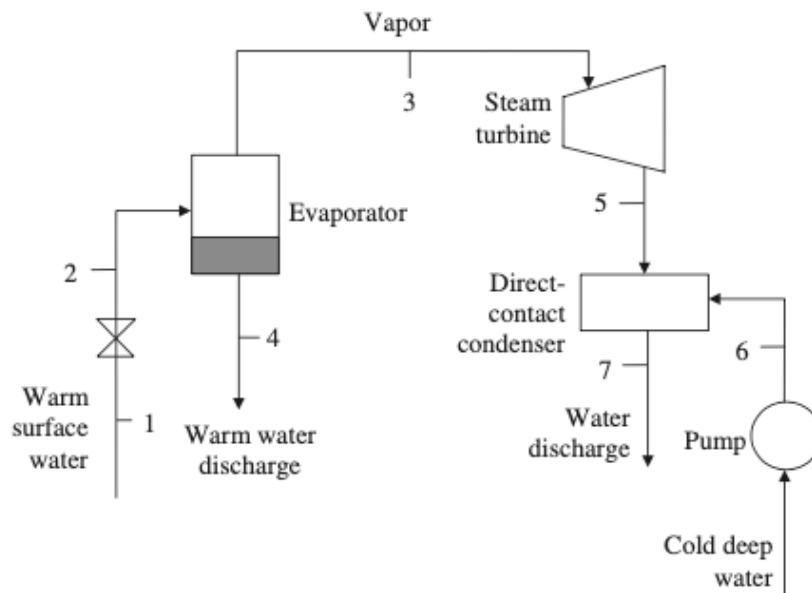 Vapor
3
Steam
turbine
Evaporator
5
2
Direct-
contact
condenser
4
6
7
Warm
surface
water
1
Warm water
discharge
Water
discharge
Pump
Cold deep
water